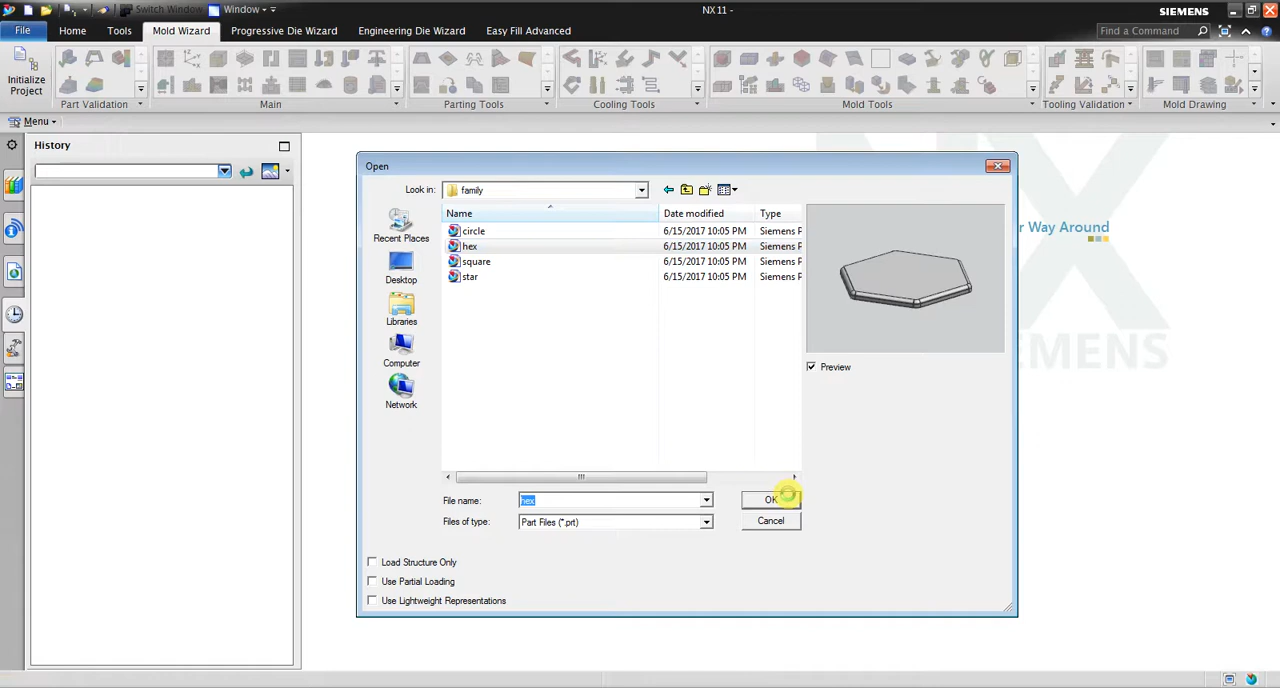 Switch Window
Window
NX 11 -
SIEMENS
File
Home
Tools
Mold Wizard
Progressive Die Wizard
Engineering Die Wizard
Easy Fill Advanced
Find a Command
Initialize
Project
Part Validation
Main
Parting Tools
Cooling Tools
Mold Tools
Tooling Validation
Mold Drawing
Menu
History
Open
Look in:
family
Name
Date modified
Type
circle
6/15/2017 10:05 PM
Siemens P
hex
6/15/2017 10:05 PM
Siemens P
square
6/15/2017 10:05 PM
Siemens P
star
6/15/2017 10:05 PM
Siemens P
Recent Places
Desktop
Libraries
Computer
Network
Preview
File name:
hex
OK
Files of type:
Part Files (*.prt)
Cancel
Load Structure Only
Use Partial Loading
Use Lightweight Representations
r Way Around
EMENS